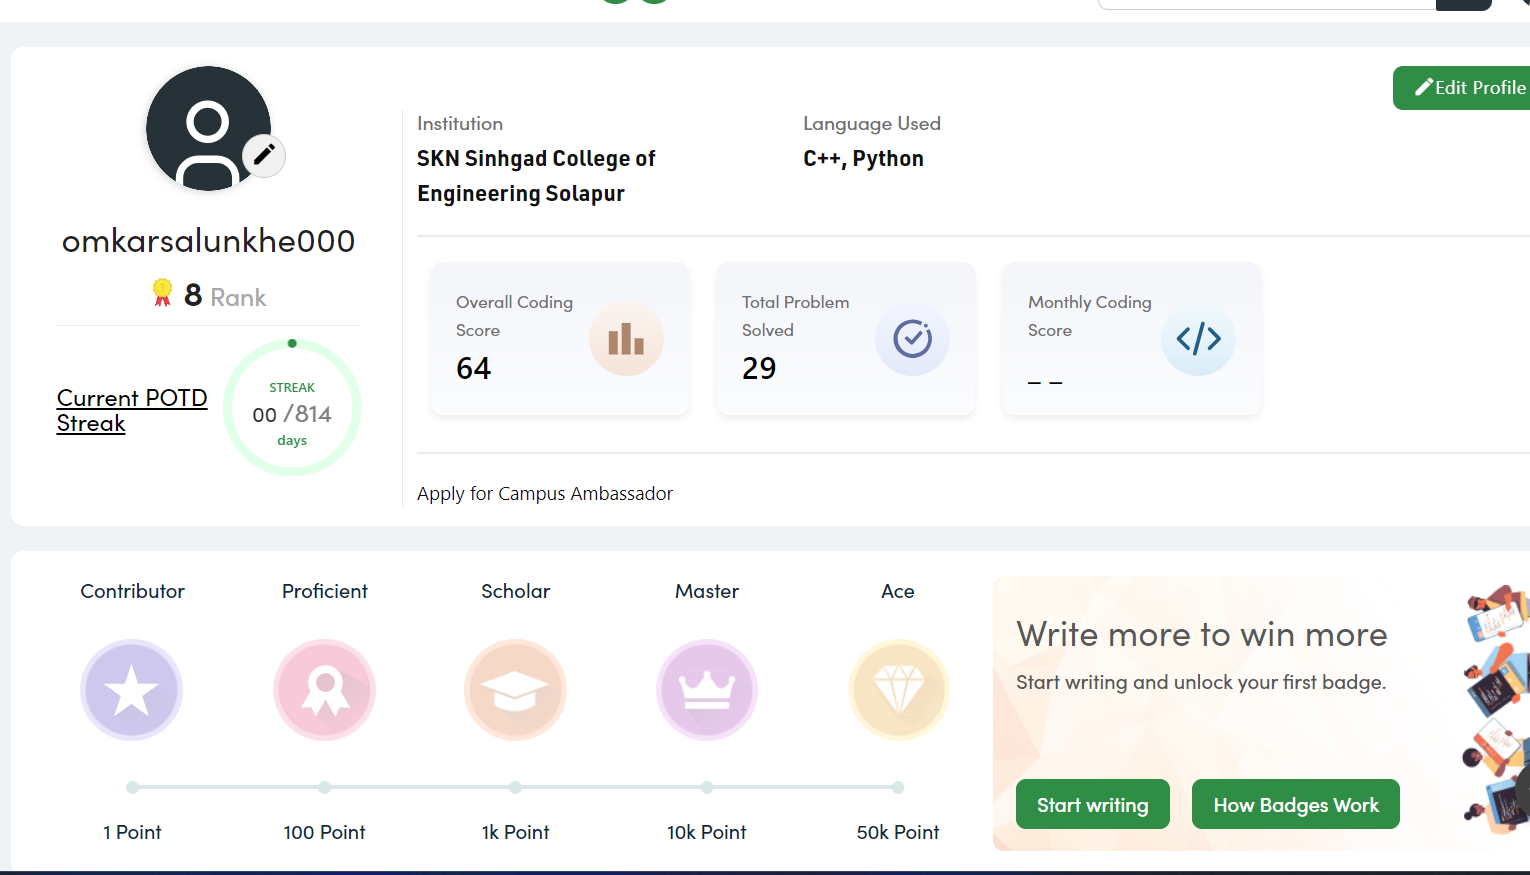 Edit Profile
Institution
SKN Sinhgad College of
Engineering Solapur
Language Used
C++, Python
omkarsalunkhe000
8 Rank
Current POTD
Streak
STREAK
00 /814
days
Overall Coding
Score
64
Total Problem
Solved
29
Monthly Coding
Score
_ _
Apply for Campus Ambassador
Contributor
Proficient
Scholar
Master
Ace
1 Point
100 Point
1k Point
10k Point
50k Point
Write more to win more
Start writing and unlock your first badge.
Start writing
How Badges Work